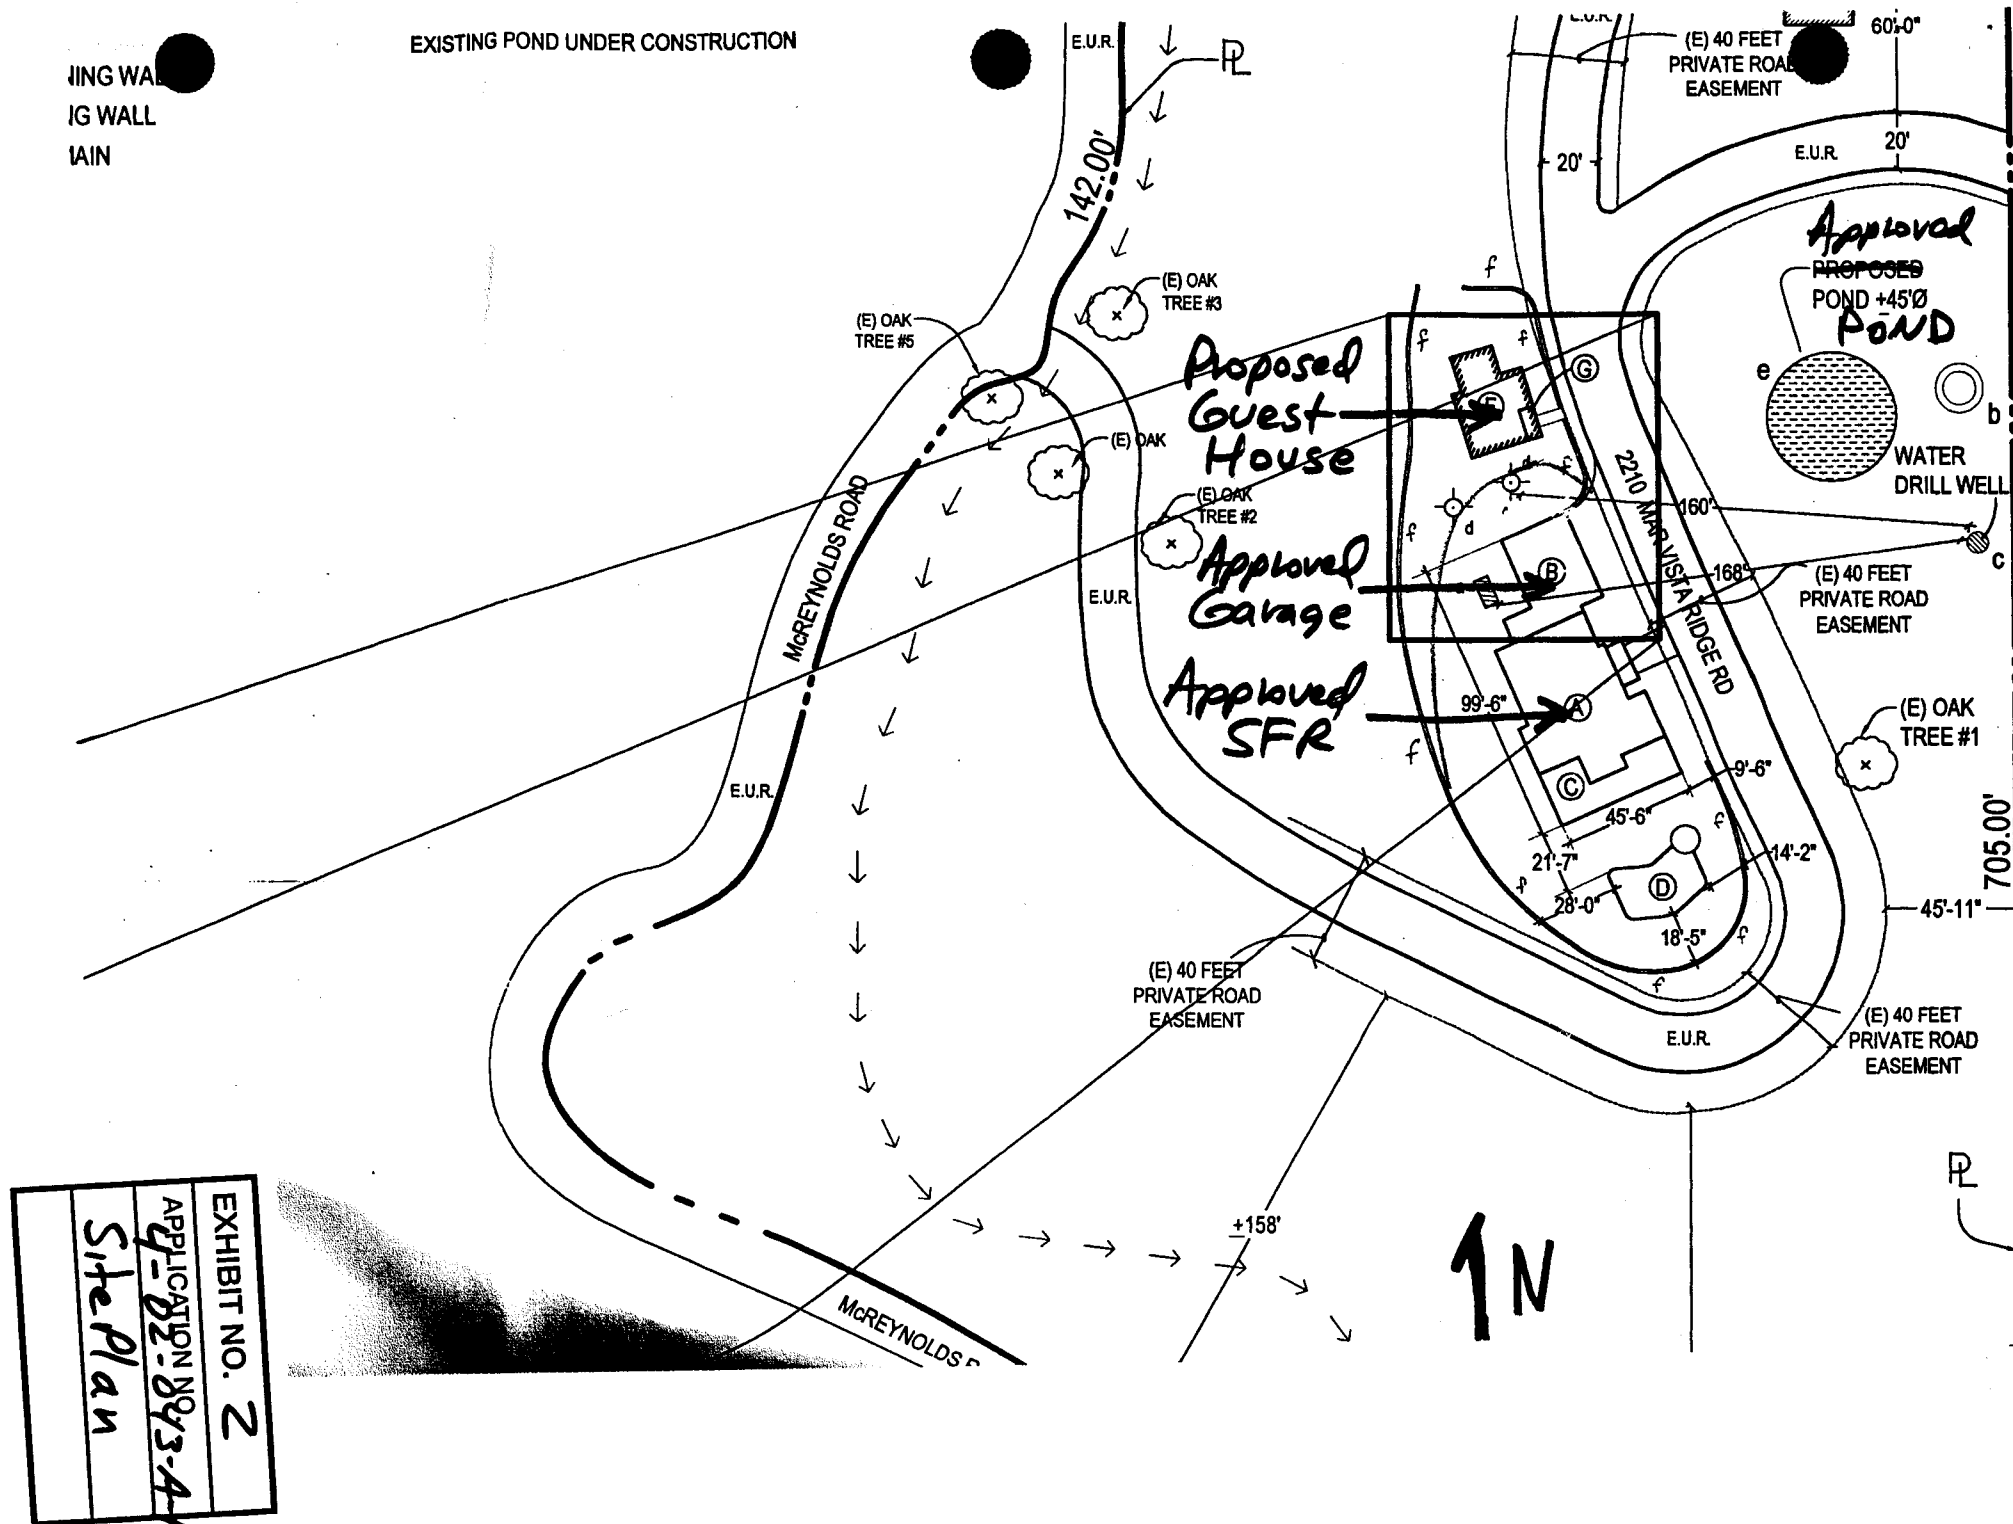 EXISTING POND UNDER CONSTRUCTION
IG WALL
E.U.R.
PL
142.00'
(E) 40 FEET
PRIVATE ROAD
EASEMENT
60'-0"
20'
20'
E.U.R.
Approved
PROPOSED
POND +45'Ø
POND
e
b
WATER
DRILL WELL
c
(E) OAK
TREE #3
(E) OAK
TREE #5
(E) OAK
(E) OAK
TREE #2
McREYNOLDS ROAD
E.U.R.
E.U.R.
f
f
f
Proposed
Guest
House
G
F
f
d
d
f
2210 MAR VISTA RIDGE RD
160'
168'
Approved
Garage
B
(E) 40 FEET
PRIVATE ROAD
EASEMENT
Approved
SFR
99'-6"
A
f
(E) OAK
TREE #1
C
9'-6"
45'-6"
f
21'-7"
14'-2"
f
D
28'-0"
18'-5"
f
f
705.00'
45'-11"
(E) 40 FEET
PRIVATE ROAD
EASEMENT
E.U.R.
(E) 40 FEET
PRIVATE ROAD
EASEMENT
PL
+158'
1 N
McREYNOLDS
EXHIBIT NO. 2
APPLICATION NO.
4-02-043-A
Site Plan